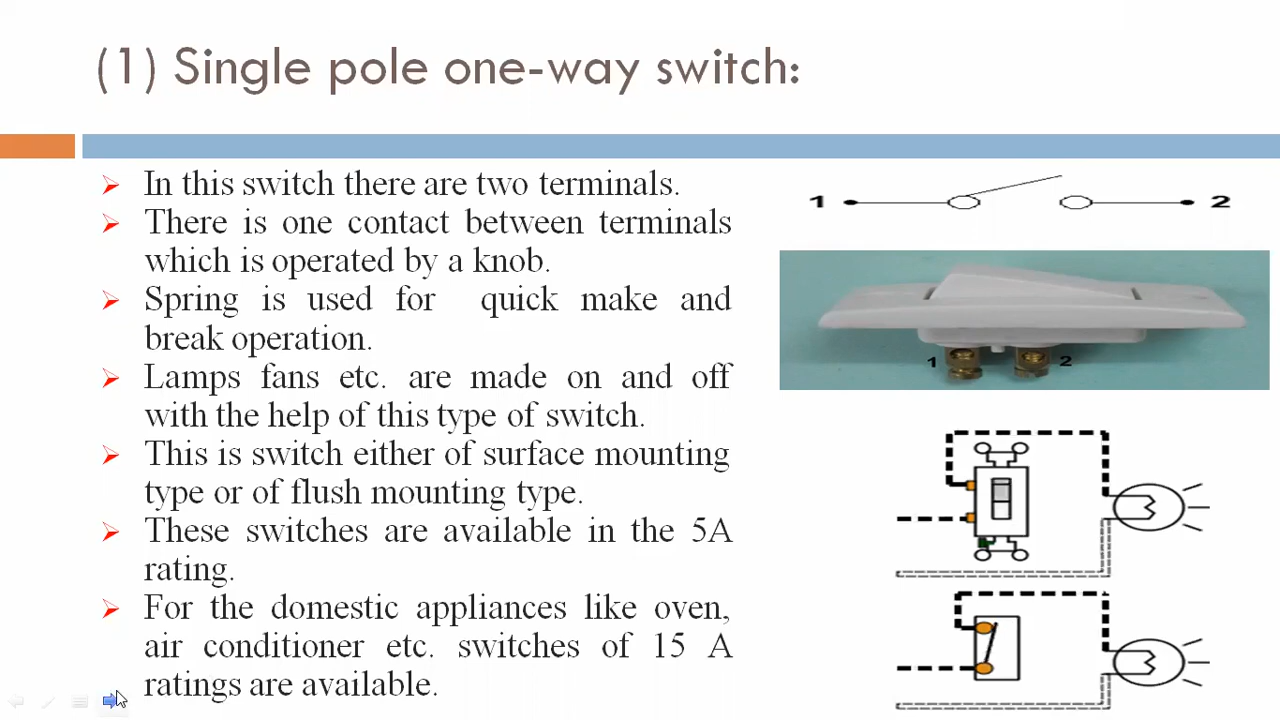 (1) Single pole one-way switch:
➢ In this switch there are two terminals.
➢ There is one contact between terminals
which is operated by a knob.
➢ Spring is used for quick make and
break operation.
➢ Lamps fans etc. are made on and off
with the help of this type of switch.
➢ This is switch either of surface mounting
type or of flush mounting type.
➢ These switches are available in the 5A
rating.
➢ For the domestic appliances like oven,
air conditioner etc. switches of 15 A
ratings are available.
1 2
1 2